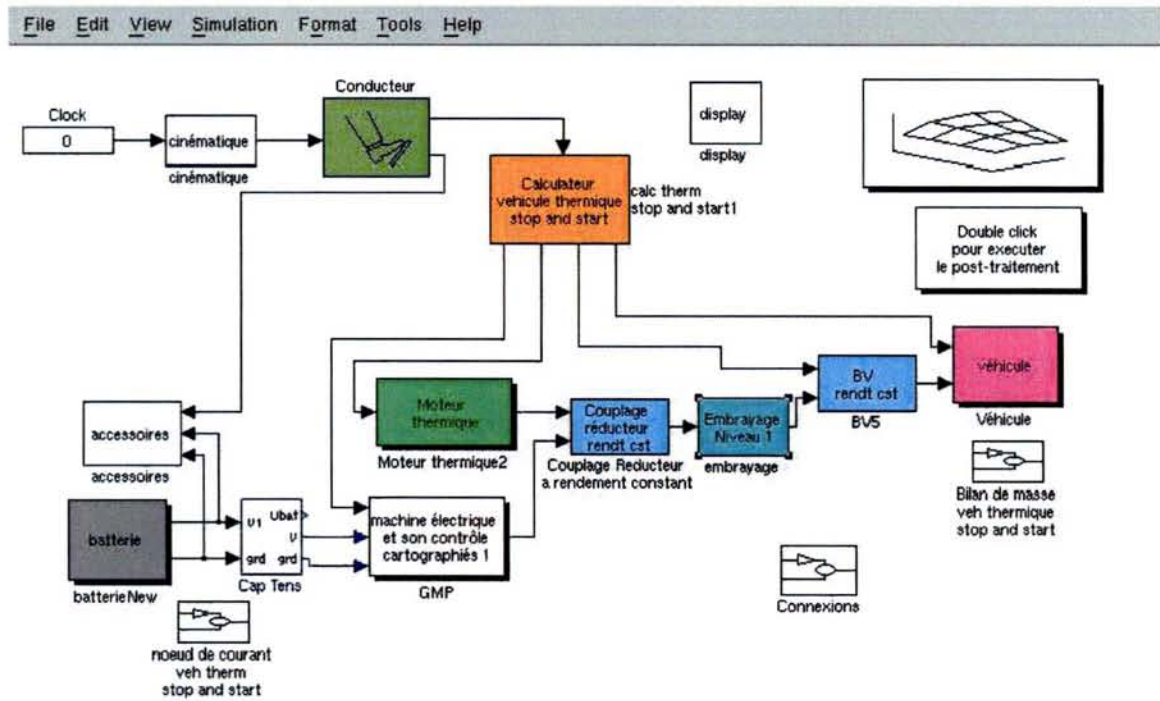 File Edit View Simulation Format Tools Help
Conducteur
Clock
0
cinématique
cinématique
display
display
Calculateur
vehicule thermique
stop and start
calc therm
stop and start1
Double click
pour executer
le post-traitement
véhicule
Véhicule
BV
rendt cst
BV5
Moteur
thermique
Moteur thermique2
Couplage
réducteur
rendt cst
Couplage Reducteur
a rendement constant
Embrayage
Niveau 1
embrayage
accessoires
accessoires
Bilan de masse
veh thermique
stop and start
batterie
batterieNew
V1
Ubat
V
grd
grd
Cap Tens
machine électrique
et son contrôle
cartographiés 1
GMP
Connexions
noeud de courant
veh therm
stop and start